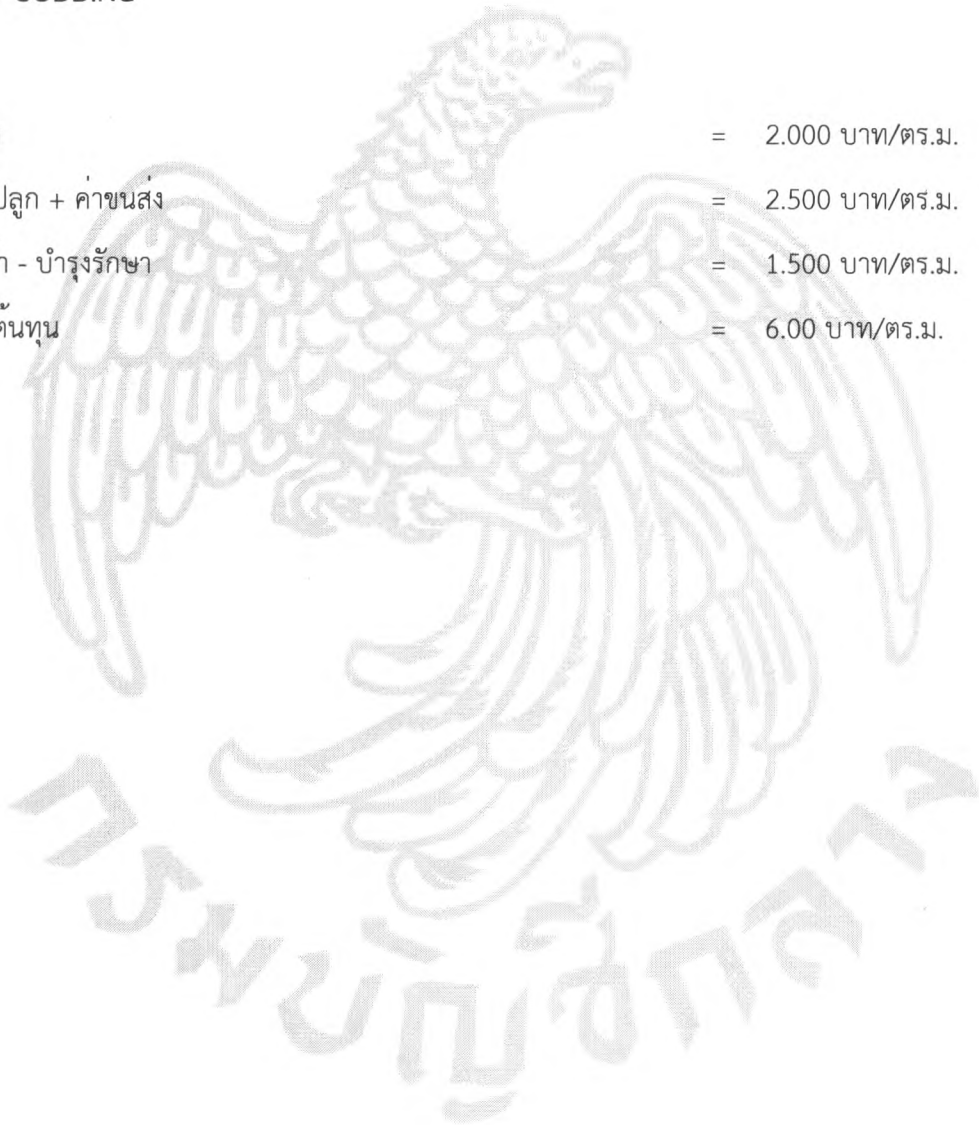 = 2.000 บาท/ตร.ม.
ปลูก + ค่าขนส่ง = 2.500 บาท/ตร.ม.
- บำรุงรักษา = 1.500 บาท/ตร.ม.
ต้นทุน = 6.00 บาท/ตร.ม.
กรมบัญชีกลาง